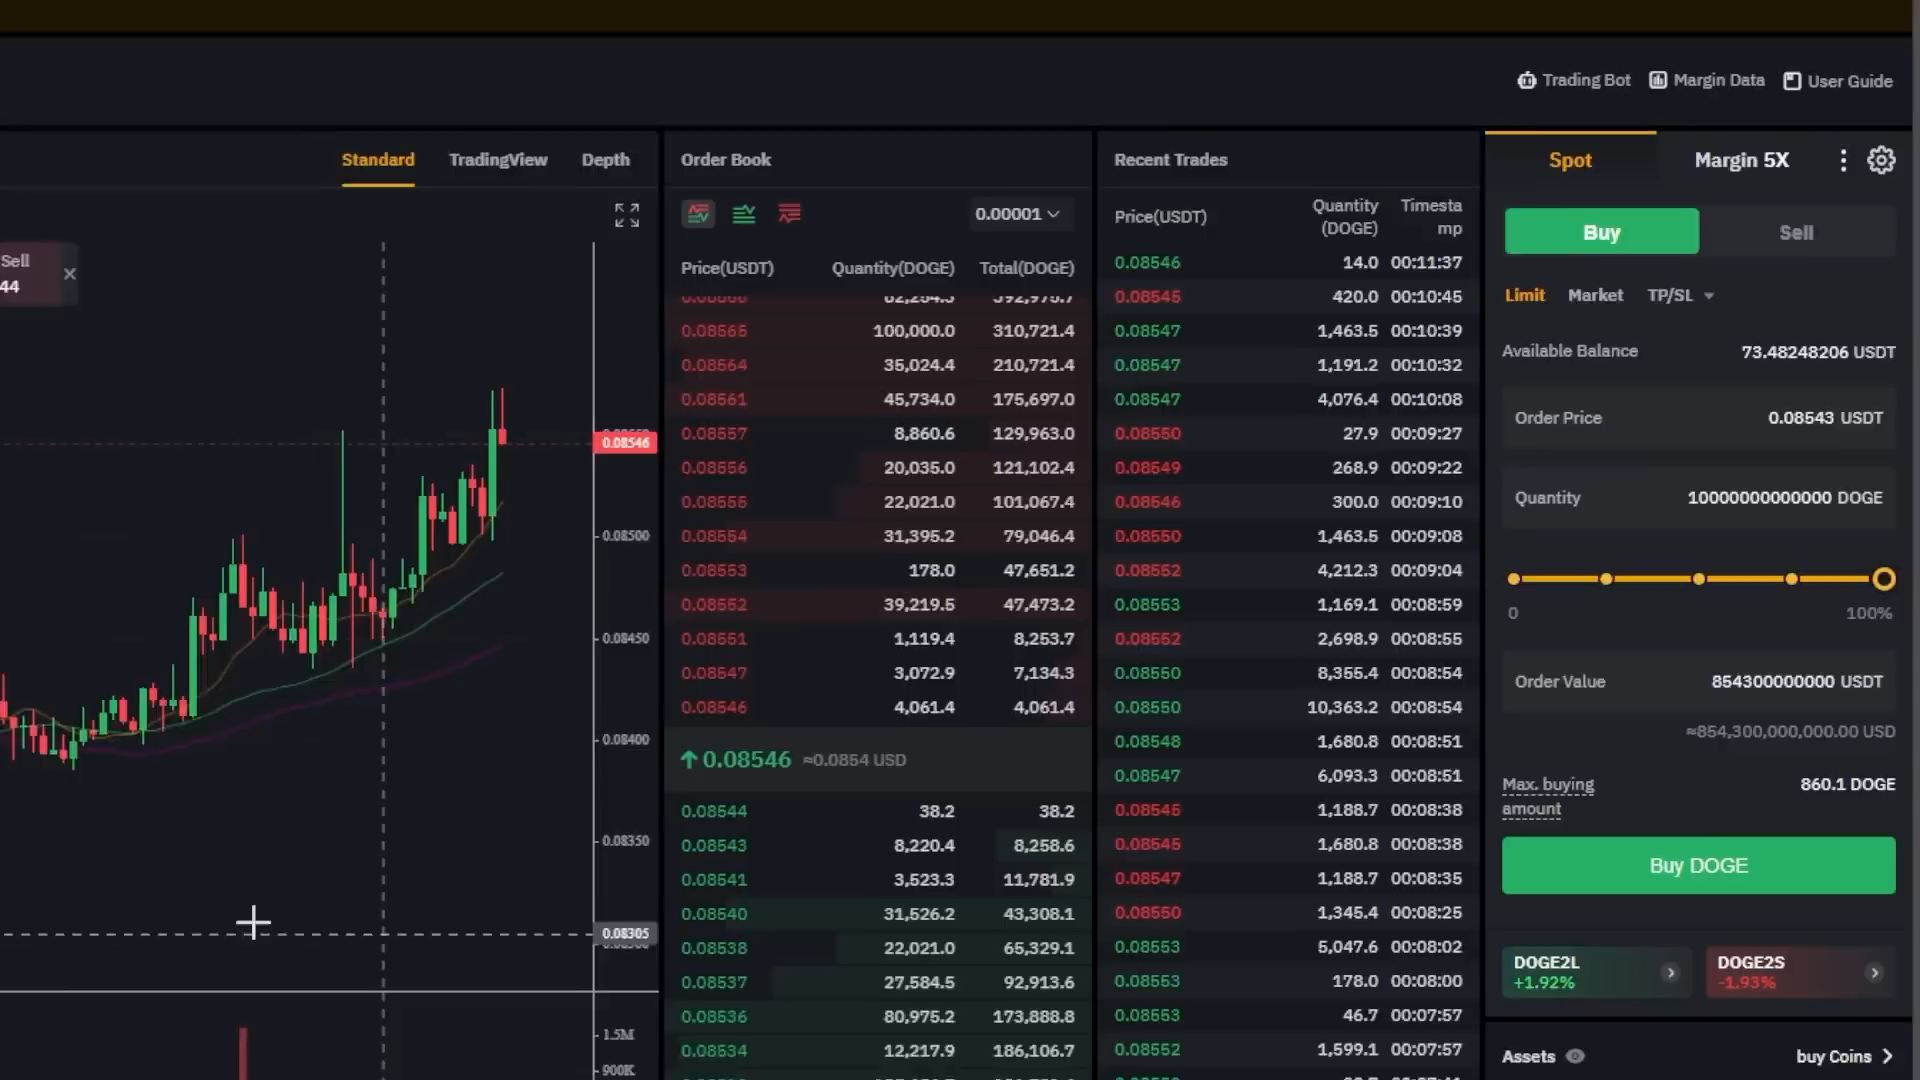 Trading Bot Margin Data User Guide
Standard TradingView Depth
Sell
44
0.08546
0.08500
0.08450
0.08400
0.08350
0.08305
1.5M
900K
Order Book
0.00001
Price(USDT) Quantity(DOGE) Total(DOGE)
0.08565 100,000.0 310,721.4
0.08564 35,024.4 210,721.4
0.08561 45,734.0 175,697.0
0.08557 8,860.6 129,963.0
0.08556 20,035.0 121,102.4
0.08555 22,021.0 101,067.4
0.08554 31,395.2 79,046.4
0.08553 178.0 47,651.2
0.08552 39,219.5 47,473.2
0.08551 1,119.4 8,253.7
0.08547 3,072.9 7,134.3
0.08546 4,061.4 4,061.4
0.08546 ≈0.0854 USD
0.08544 38.2 38.2
0.08543 8,220.4 8,258.6
0.08541 3,523.3 11,781.9
0.08540 31,526.2 43,308.1
0.08538 22,021.0 65,329.1
0.08537 27,584.5 92,913.6
0.08536 80,975.2 173,888.8
0.08534 12,217.9 186,106.7
Recent Trades
Price(USDT) Quantity (DOGE) Timesta mp
0.08546 14.0 00:11:37
0.08545 420.0 00:10:45
0.08547 1,463.5 00:10:39
0.08547 1,191.2 00:10:32
0.08547 4,076.4 00:10:08
0.08550 27.9 00:09:27
0.08549 268.9 00:09:22
0.08546 300.0 00:09:10
0.08550 1,463.5 00:09:08
0.08552 4,212.3 00:09:04
0.08553 1,169.1 00:08:59
0.08552 2,698.9 00:08:55
0.08550 8,355.4 00:08:54
0.08550 10,363.2 00:08:54
0.08548 1,680.8 00:08:51
0.08547 6,093.3 00:08:51
0.08545 1,188.7 00:08:38
0.08545 1,680.8 00:08:38
0.08547 1,188.7 00:08:35
0.08550 1,345.4 00:08:25
0.08553 5,047.6 00:08:02
0.08553 178.0 00:08:00
0.08553 46.7 00:07:57
0.08552 1,599.1 00:07:57
Spot Margin 5X
Buy Sell
Limit Market TP/SL
Available Balance 73.48248206 USDT
Order Price 0.08543 USDT
Quantity 10000000000000 DOGE
0 100%
Order Value 854300000000 USDT
≈854,300,000,000.00 USD
Max. buying 860.1 DOGE
amount
Buy DOGE
DOGE2L DOGE2S
+1.92% -1.93%
Assets buy Coins